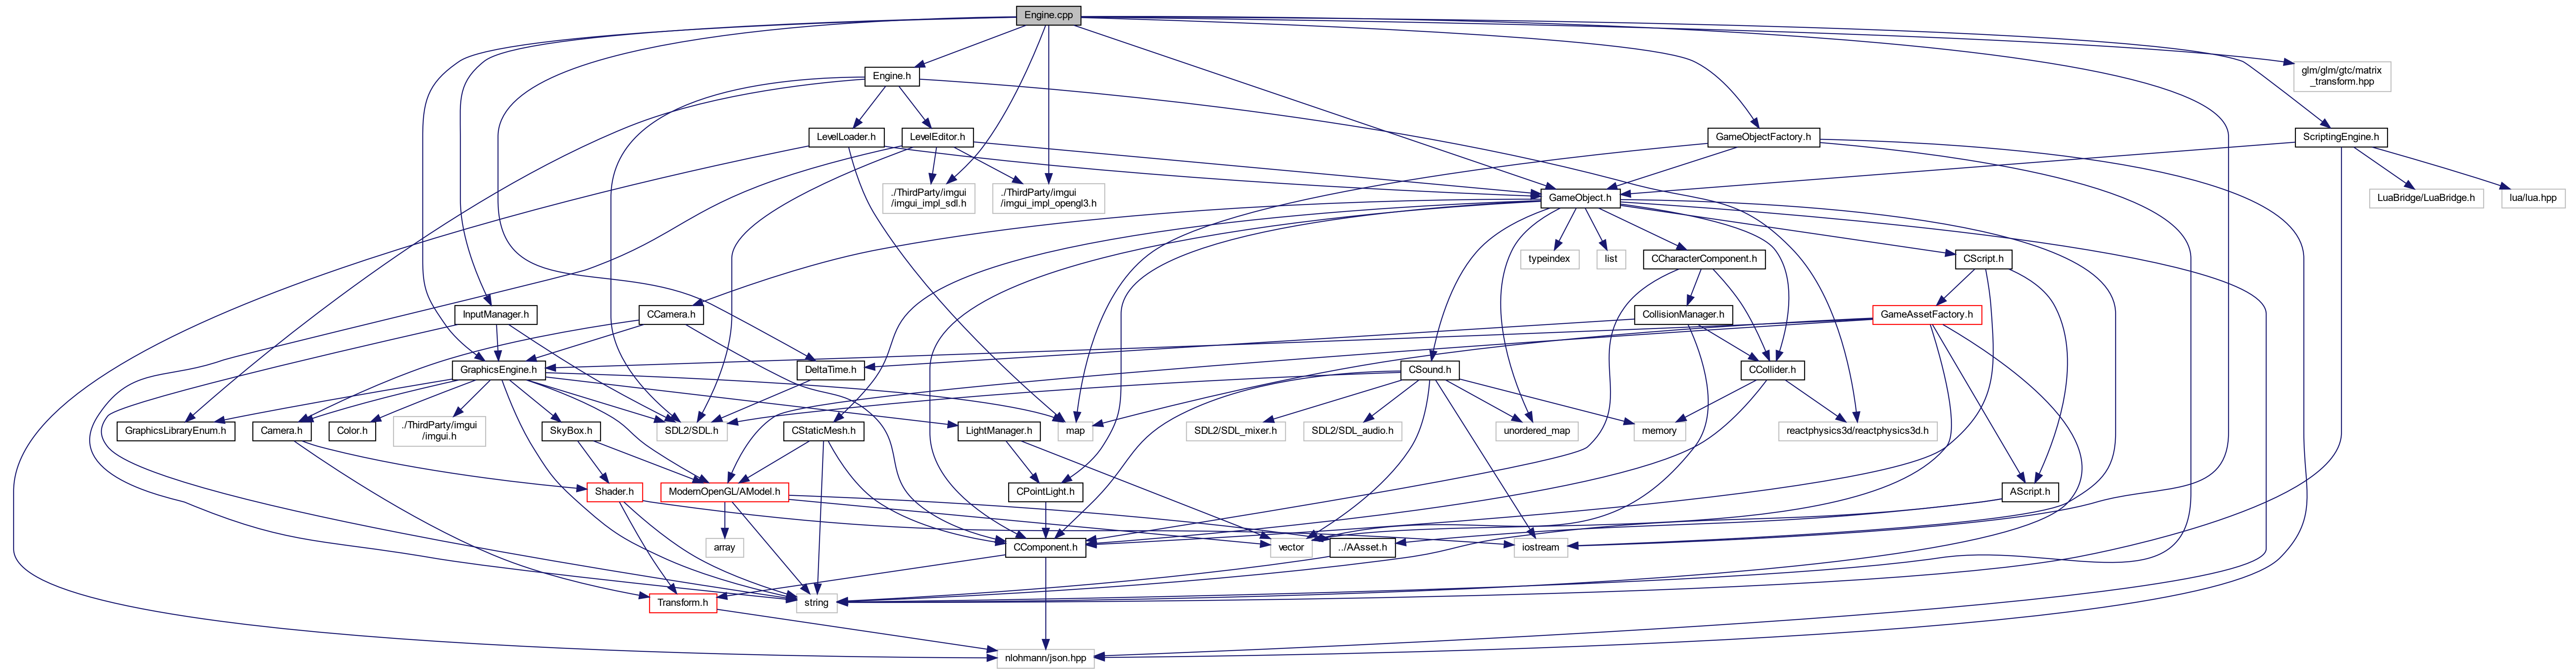 Engine.cpp
Engine.h
glm/glm/gtc/matrix
_transform.hpp
LevelLoader.h
LevelEditor.h
GameObjectFactory.h
ScriptingEngine.h
./ThirdParty/imgui
/imgui_impl_sdl.h
./ThirdParty/imgui
/imgui_impl_opengl3.h
GameObject.h
LuaBridge/LuaBridge.h
lua/lua.hpp
typeindex
list
CCharacterComponent.h
CScript.h
InputManager.h
CCamera.h
CollisionManager.h
GameAssetFactory.h
GraphicsEngine.h
DeltaTime.h
CSound.h
CCollider.h
GraphicsLibraryEnum.h
Camera.h
Color.h
./ThirdParty/imgui
/imgui.h
SkyBox.h
SDL2/SDL.h
CStaticMesh.h
LightManager.h
map
SDL2/SDL_mixer.h
SDL2/SDL_audio.h
unordered_map
memory
reactphysics3d/reactphysics3d.h
Shader.h
ModernOpenGL/AModel.h
CPointLight.h
AScript.h
array
CComponent.h
vector
../AAsset.h
iostream
Transform.h
string
nlohmann/json.hpp